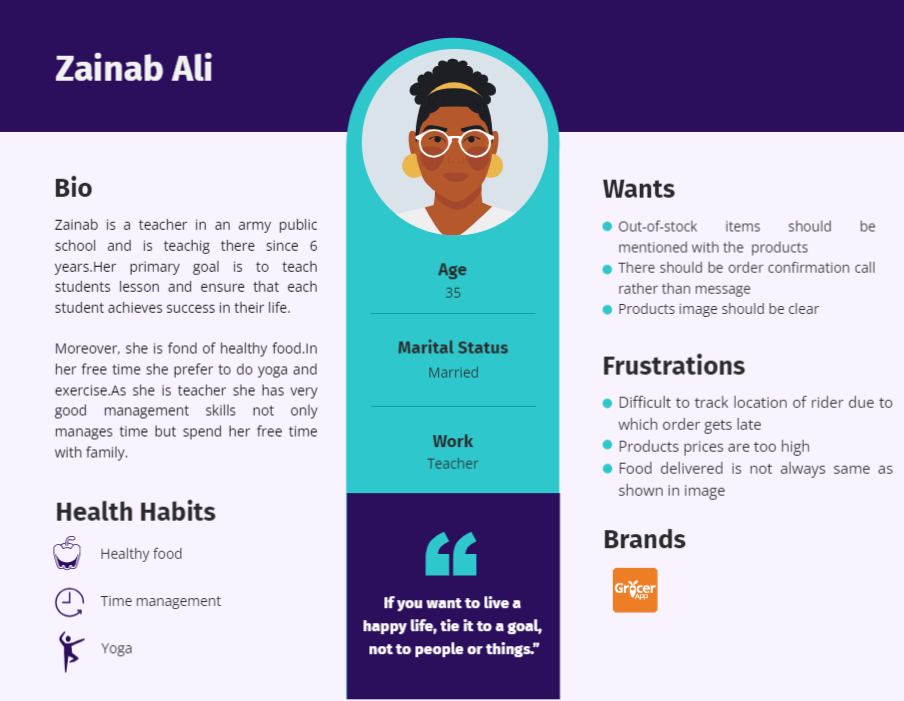 Zainab Ali
Bio
Zainab is a teacher in an army public
school and is teachig there since 6
years.Her primary goal is to teach
students lesson and ensure that each
student achieves success in their life.
Moreover, she is fond of healthy food.In
her free time she prefer to do yoga and
exercise.As she is teacher she has very
good management skills not only
manages time but spend her free time
with family.
Health Habits
Healthy food
Time management
Yoga
Age
35
Marital Status
Married
Work
Teacher
“
If you want to live a
happy life, tie it to a goal,
not to people or things.”
Wants
Out-of-stock items should be
mentioned with the products
There should be order confirmation call
rather than message
Products image should be clear
Frustrations
Difficult to track location of rider due to
which order gets late
Products prices are too high
Food delivered is not always same as
shown in image
Brands
Grocer
App